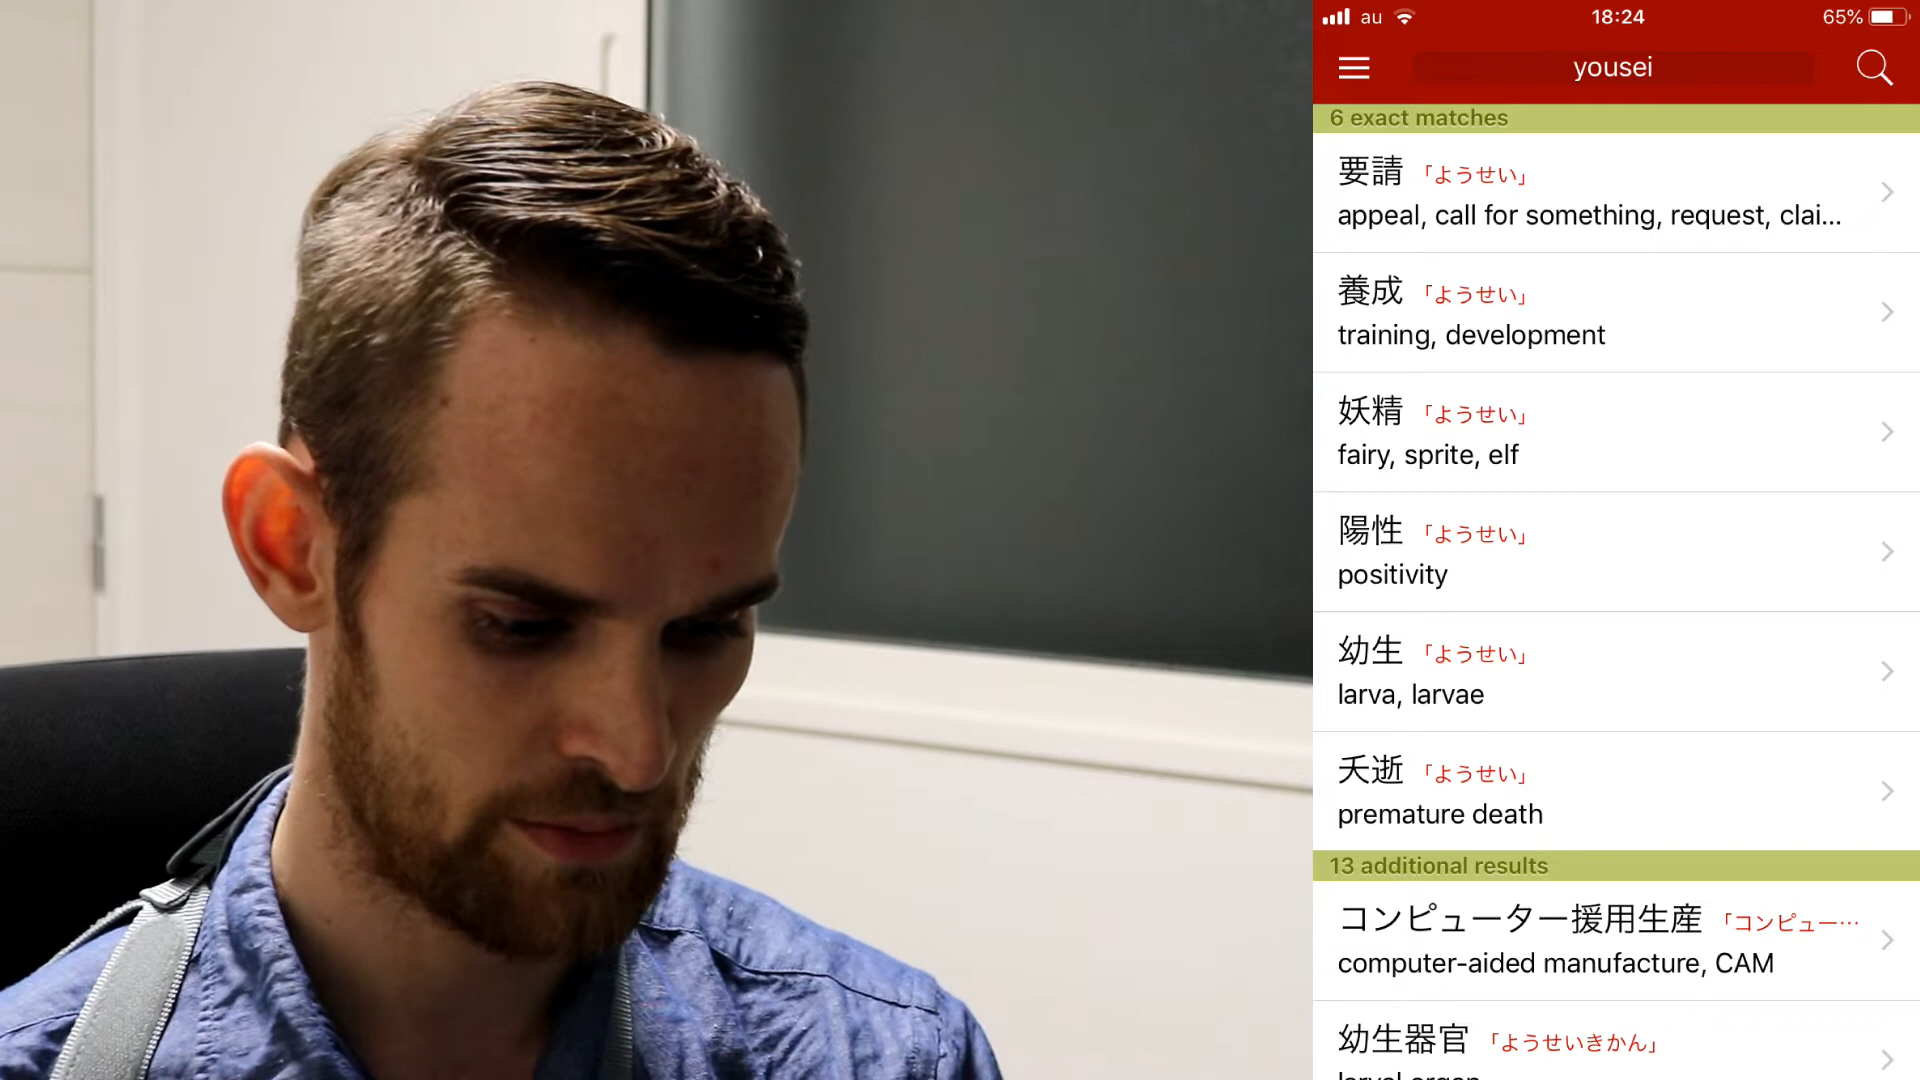 au 18:24 65%
yousei
6 exact matches
要請 「ようせい」
appeal, call for something, request, clai...
養成 「ようせい」
training, development
妖精 「ようせい」
fairy, sprite, elf
陽性 「ようせい」
positivity
幼生 「ようせい」
larva, larvae
夭逝 「ようせい」
premature death
13 additional results
コンピューター援用生産 「コンピュー…
computer-aided manufacture, CAM
幼生器官 「ようせいきかん」
larval organ